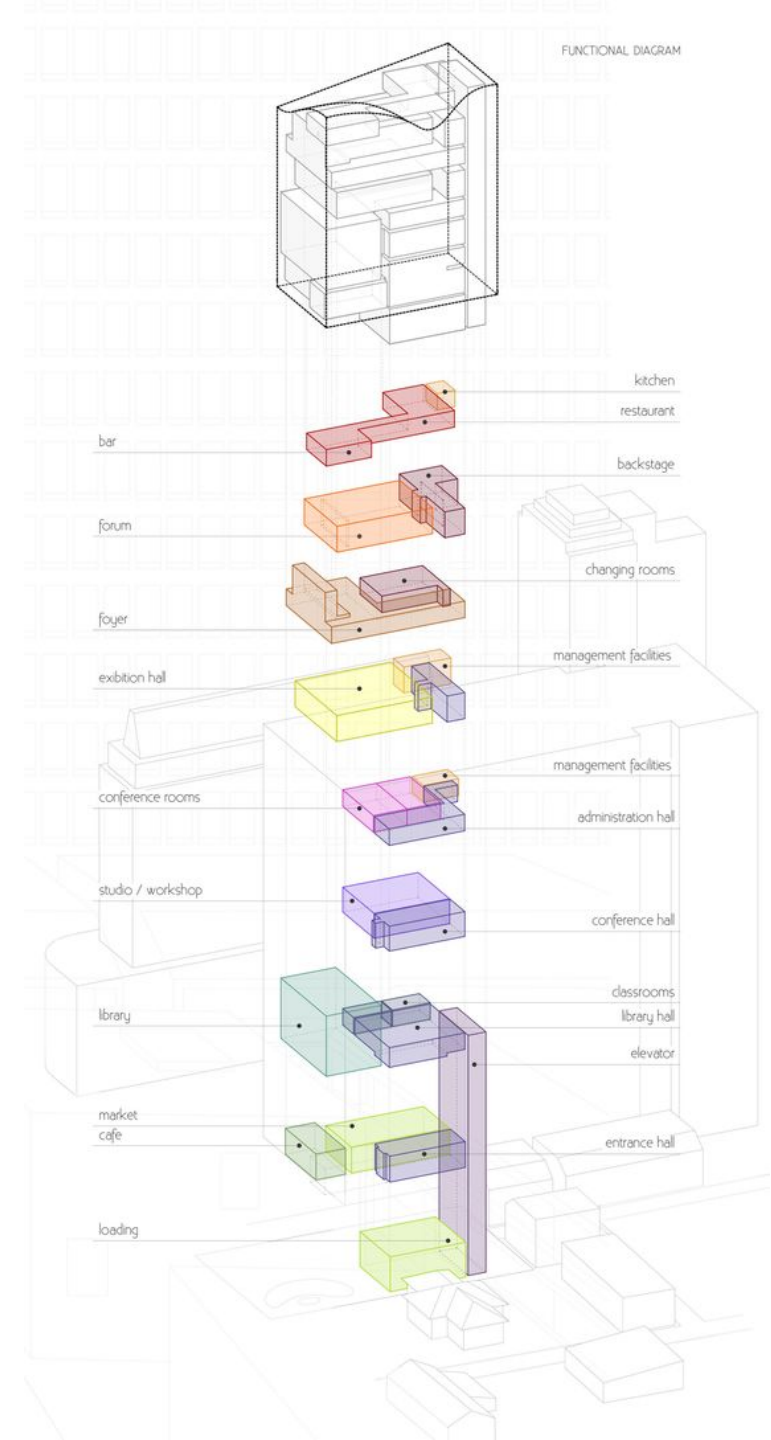 FUNCTIONAL DIAGRAM
kitchen
restaurant
bar
backstage
forum
changing rooms
foyer
management facilities
exibition hall
management facilities
conference rooms
administration hall
studio / workshop
conference hall
classrooms
library
library hall
elevator
market
cafe
entrance hall
loading